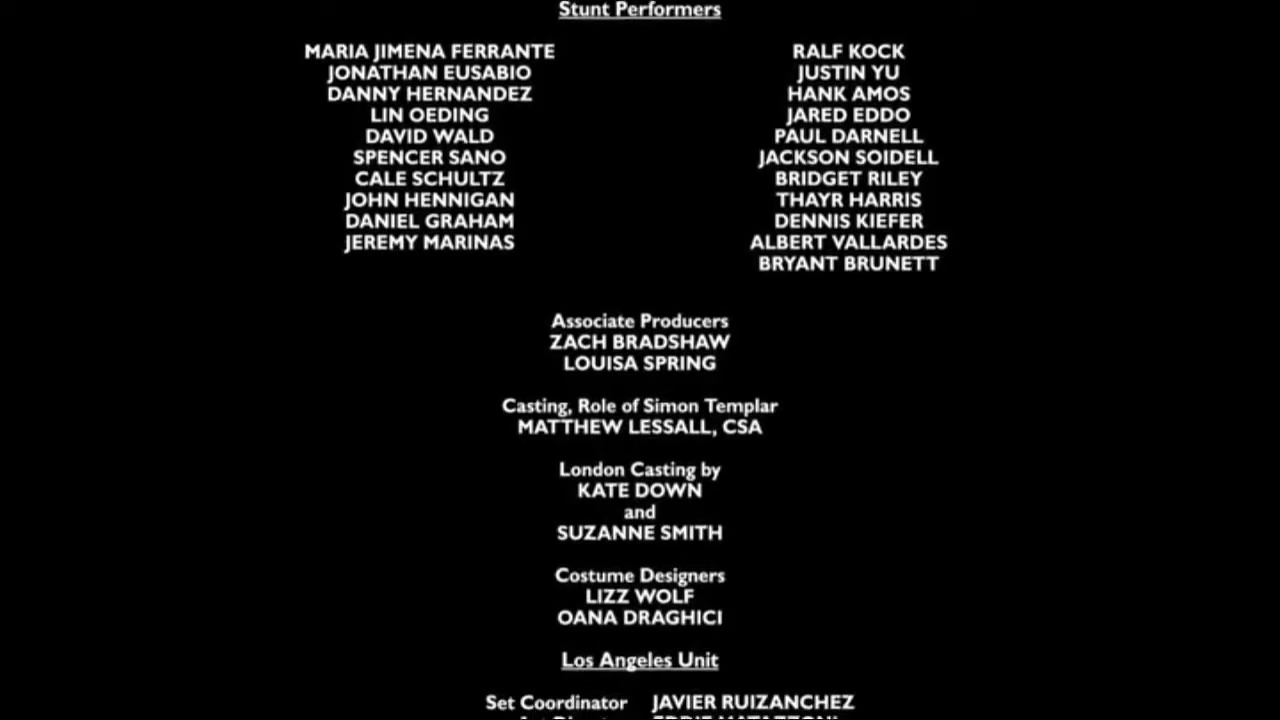 Stunt Performers
MARIA JIMENA FERRANTE
JONATHAN EUSABIO
DANNY HERNANDEZ
LIN OEDING
DAVID WALD
SPENCER SANO
CALE SCHULTZ
JOHN HENNIGAN
DANIEL GRAHAM
JEREMY MARINAS
RALF KOCK
JUSTIN YU
HANK AMOS
JARED EDDO
PAUL DARNELL
JACKSON SOIDELL
BRIDGET RILEY
THAYR HARRIS
DENNIS KIEFER
ALBERT VALLARDES
BRYANT BRUNETT
Associate Producers
ZACH BRADSHAW
LOUISA SPRING
Casting, Role of Simon Templar
MATTHEW LESSALL, CSA
London Casting by
KATE DOWN
and
SUZANNE SMITH
Costume Designers
LIZZ WOLF
OANA DRAGHICI
Los Angeles Unit
Set Coordinator JAVIER RUIZANCHEZ